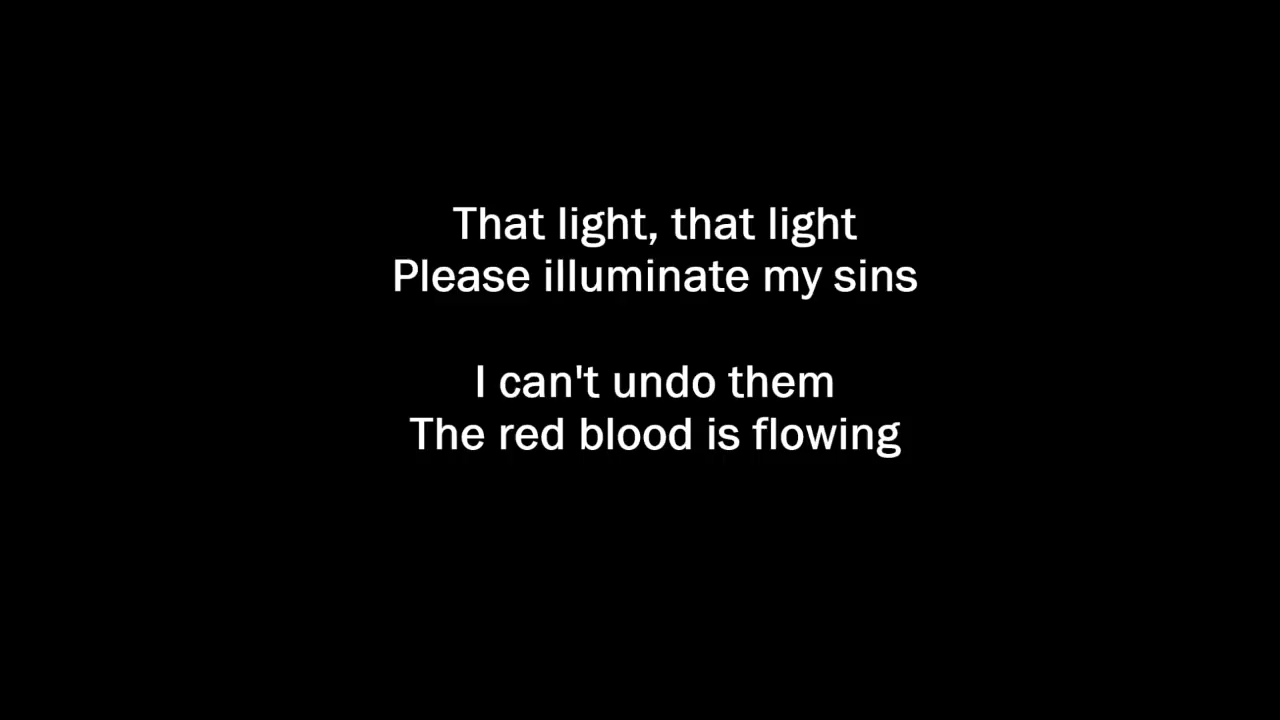 That light, that light
Please illuminate my sins
I can't undo them
The red blood is flowing